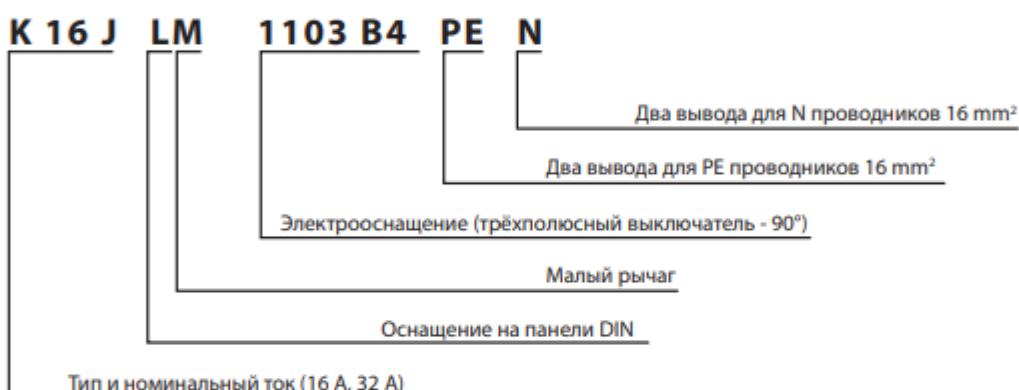 K 16 J LM 1103 B4 PE N
Два вывода для N проводников 16 mm²
Два вывода для PE проводников 16 mm²
Электрооснащение (трёхполюсный выключатель - 90°)
Малый рычаг
Оснащение на панели DIN
Тип и номинальный ток (16 А, 32 А)